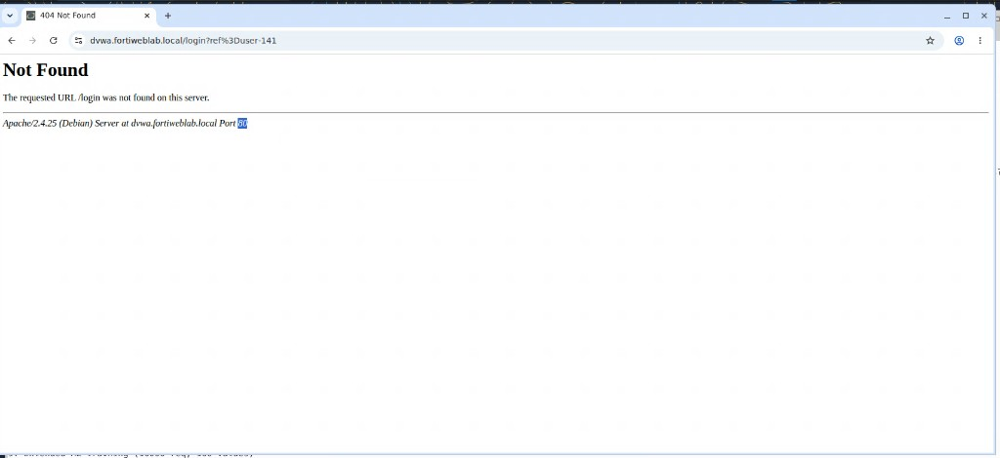 404 Not Found
dvwa.fortiweblab.local/login?ref%3Duser-141
Not Found
The requested URL /login was not found on this server.
Apache/2.4.25 (Debian) Server at dvwa.fortiweblab.local Port 80